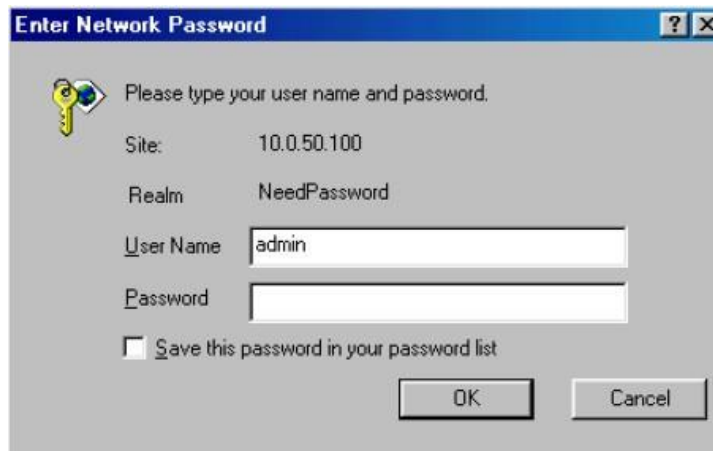 Enter Network Password
Please type your user name and password.
Site: 10.0.50.100
Realm NeedPassword
User Name admin
Password
Save this password in your password list
OK Cancel